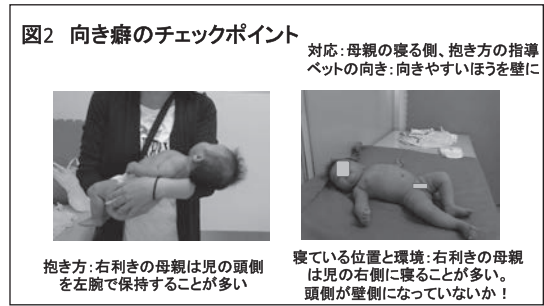 図2 向き癖のチェックポイント
対応:母親の寝る側、抱き方の指導
ベットの向き:向きやすいほうを壁に
抱き方:右利きの母親は児の頭側
を左腕で保持することが多い
寝ている位置と環境:右利きの母親
は児の右側に寝ることが多い。
頭側が壁側になっていないか!